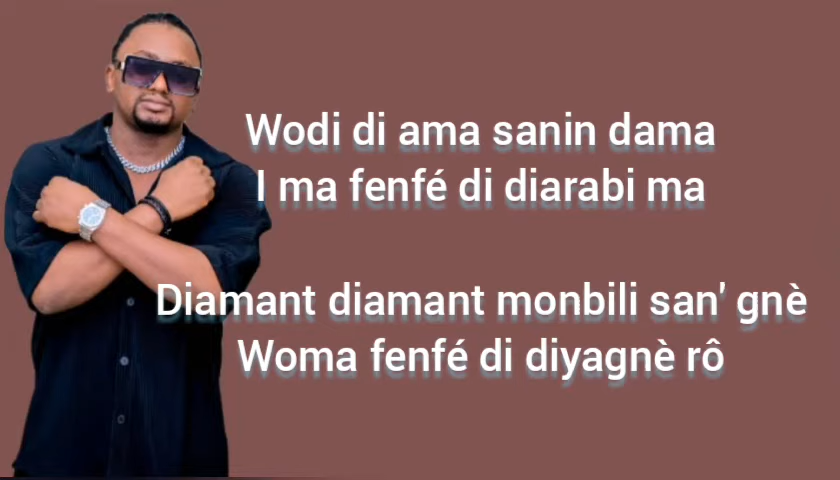 Wodi di ama sanin dama
I ma fenfé di diarabi ma
Diamant diamant monbili san' gnè
Woma fenfé di diyagnè rô